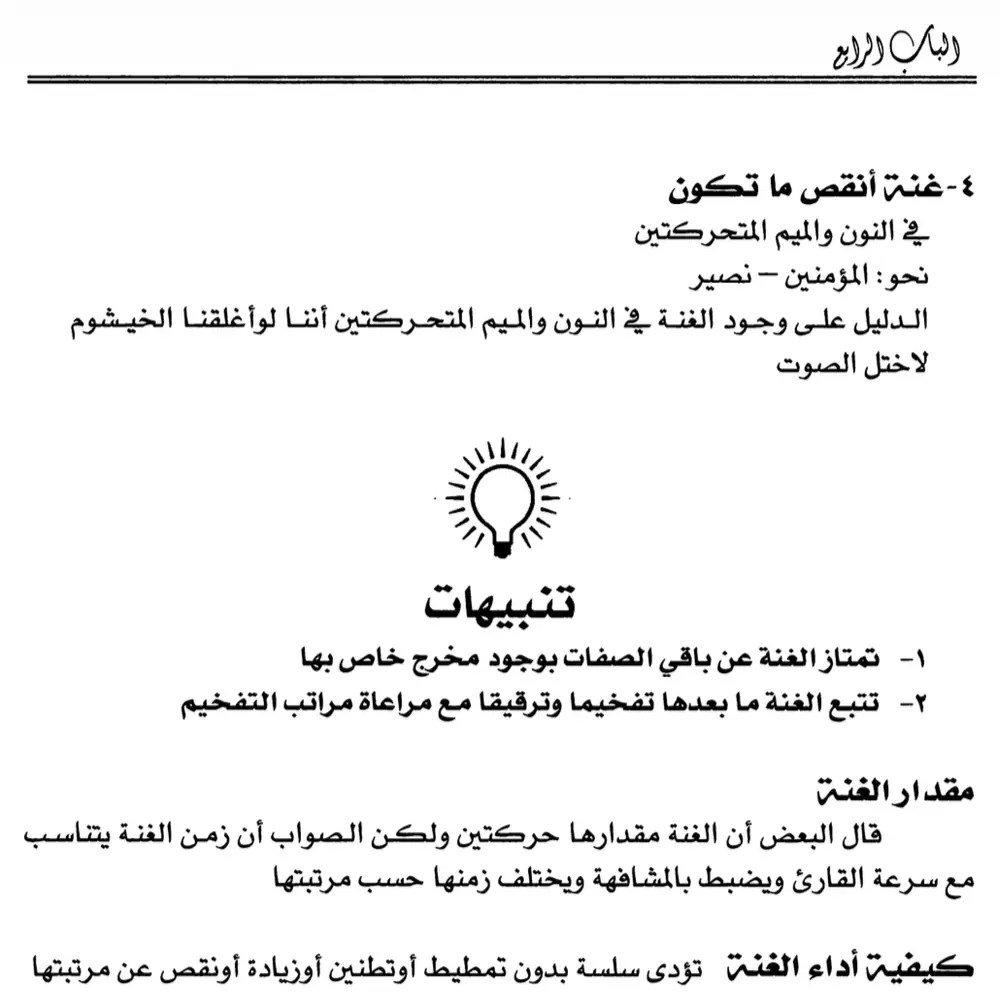 الباب الرابع
٤-غنة أنقص ما تكون
في النون والميم المتحركتين
نحو: المؤمنين – نصير
الدليل على وجود الغنة في النون والميم المتحركتين أننا لوأغلقنا الخيشوم
لاختل الصوت
تنبيهات
١- تمتاز الغنة عن باقي الصفات بوجود مخرج خاص بها
٢- تتبع الغنة ما بعدها تفخيما وترقيقا مع مراعاة مراتب التفخيم
مقدار الغنة
قال البعض أن الغنة مقدارها حركتين ولكن الصواب أن زمن الغنة يتناسب
مع سرعة القارئ ويضبط بالمشافهة ويختلف زمنها حسب مرتبتها
كيفية أداء الغنة تؤدى سلسة بدون تمطيط أوتطنين أوزيادة أونقص عن مرتبتها